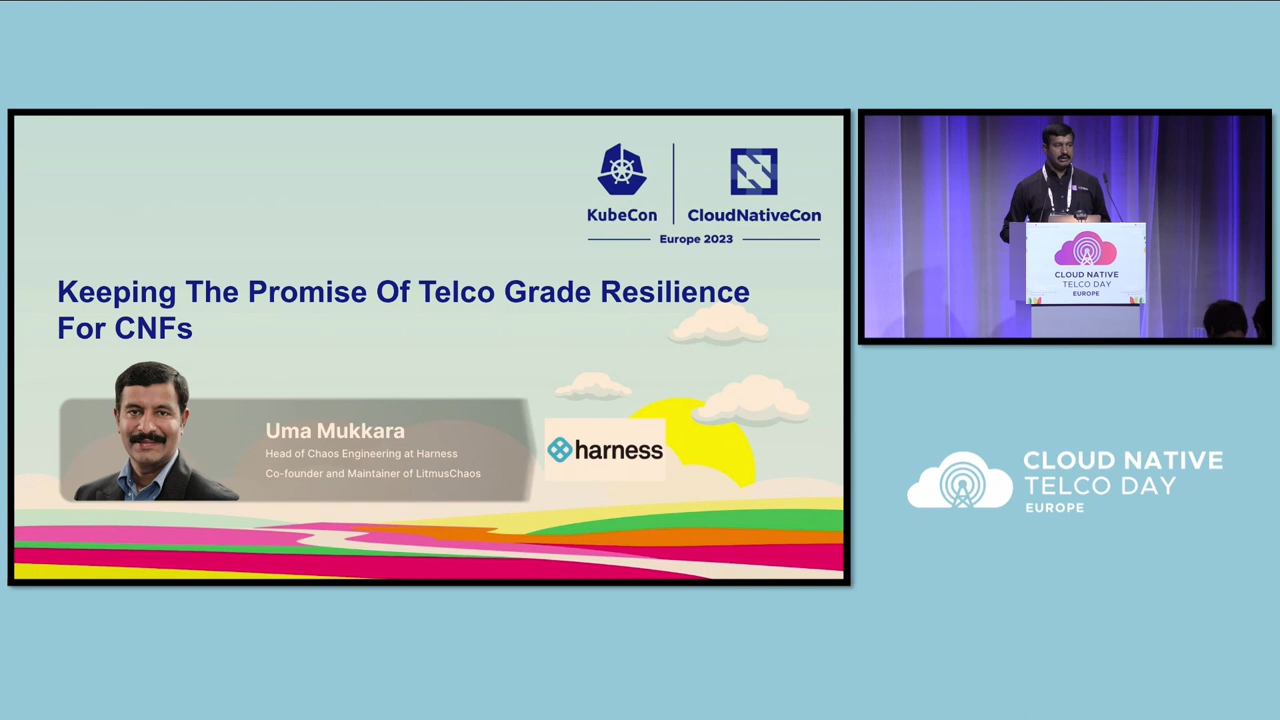 KubeCon
CloudNativeCon
Europe 2023
Keeping The Promise Of Telco Grade Resilience
For CNFs
Uma Mukkara
Head of Chaos Engineering at Harness
Co-founder and Maintainer of LitmusChaos
harness
CLOUD NATIVE
TELCO DAY
EUROPE
CLOUD NATIVE
TELCO DAY
EUROPE